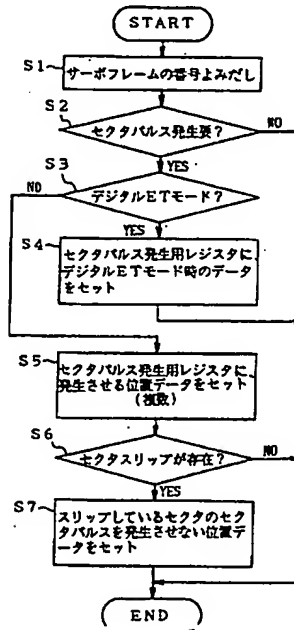 START
S1
サーボフレームの番号よみだし
S2
セクタパルス発生要?
NO
YES
S3
NO
デジタルETモード?
YES
S4
セクタパルス発生用レジスタに
デジタルETモード時のデータ
をセット
S5
セクタパルス発生用レジスタに
発生させる位置データをセット
(複数)
S6
セクタスリップが存在?
NO
YES
S7
スリップしているセクタのセク
タパルスを発生させない位置デ
ータをセット
END